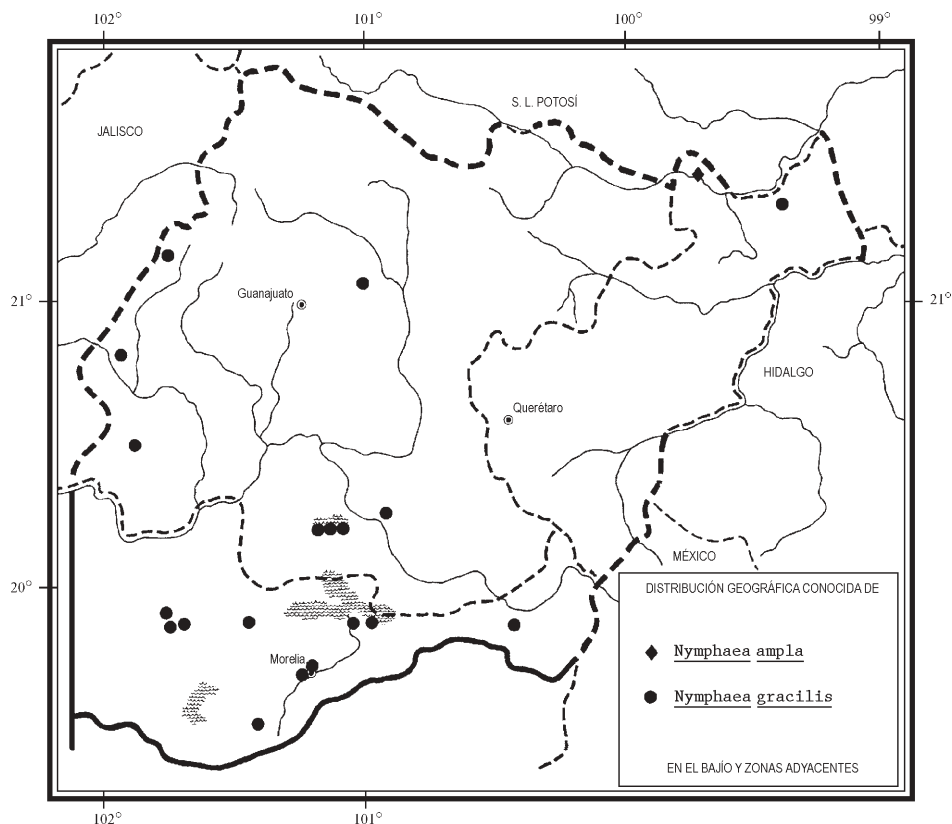 102°
101°
100°
99°
S. L. POTOSÍ
JALISCO
Guanajuato
21°
21°
HIDALGO
Querétaro
MÉXICO
20°
DISTRIBUCIÓN GEOGRÁFICA CONOCIDA DE
Nymphaea ampla
Morelia
Nymphaea gracilis
EN EL BAJÍO Y ZONAS ADYACENTES
102°
101°